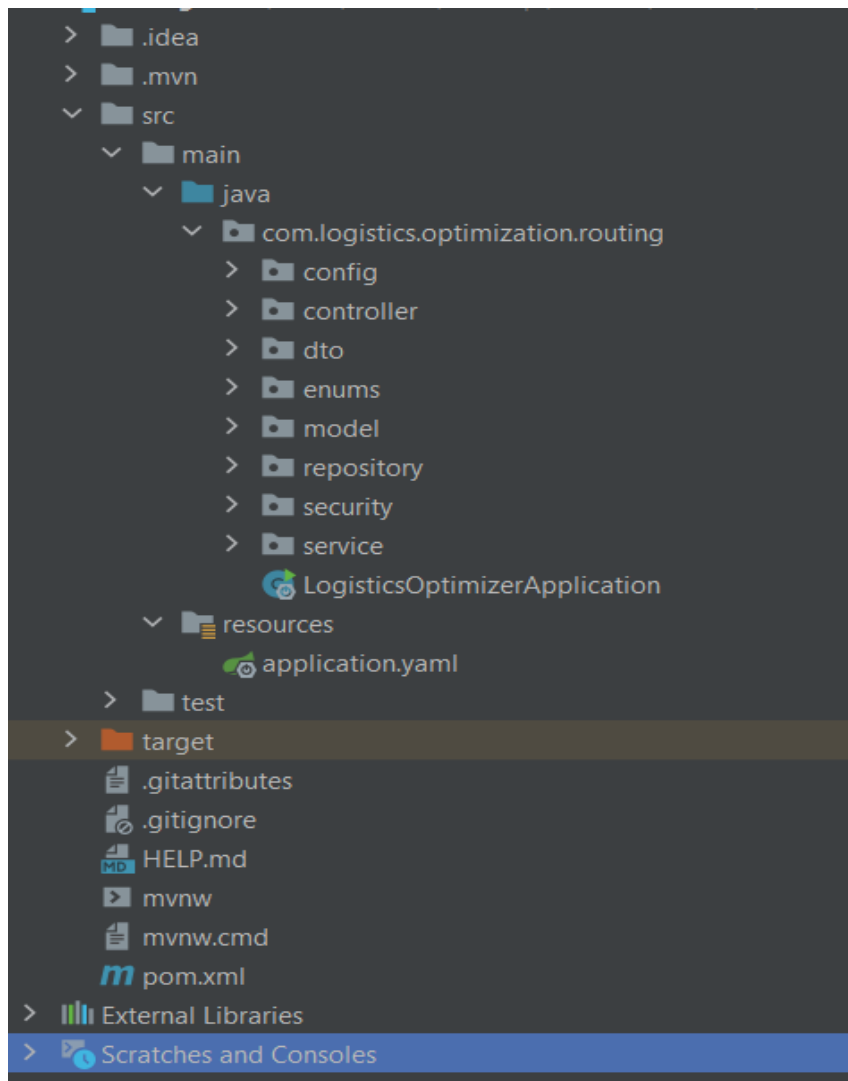 .idea
.mvn
src
main
java
com.logistics.optimization.routing
config
controller
dto
enums
model
repository
security
service
LogisticsOptimizerApplication
resources
application.yaml
test
target
.gitattributes
.gitignore
MD HELP.md
mvnw
mvnw.cmd
m pom.xml
External Libraries
Scratches and Consoles